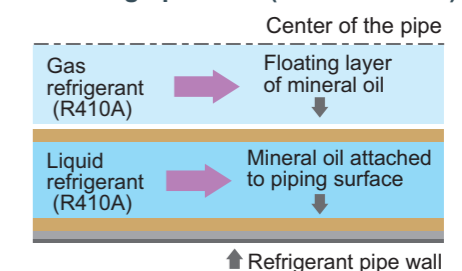 Center of the pipe
Gas
refrigerant
(R410A)
Floating layer
of mineral oil
Liquid
refrigerant
(R410A)
Mineral oil attached
to piping surface
Refrigerant pipe wall